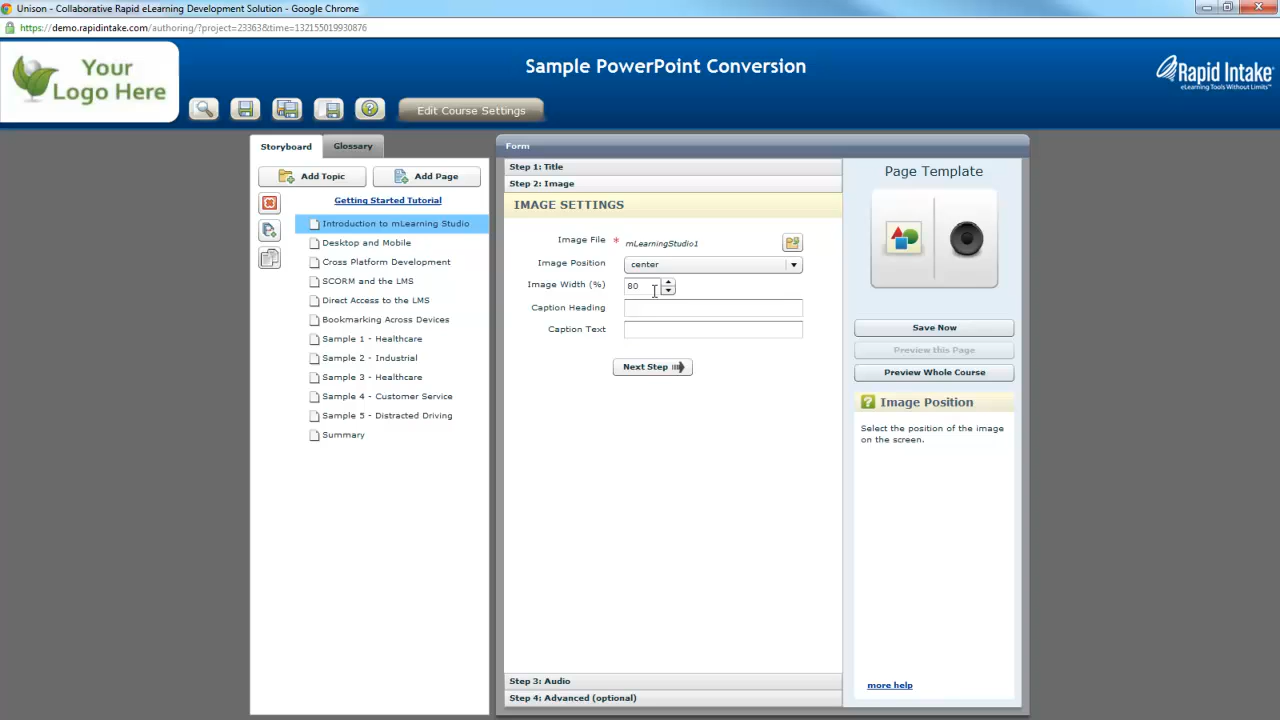 Unison - Collaborative Rapid eLearning Development Solution - Google Chrome
https://demo.rapidintake.com/authoring/?project=23363&time=132155019930876
Your
Logo Here
Sample PowerPoint Conversion
Rapid Intake
eLearning Tools Without Limits™
Edit Course Settings
Storyboard
Glossary
Add Topic
Add Page
Getting Started Tutorial
Introduction to mLearning Studio
Desktop and Mobile
Cross Platform Development
SCORM and the LMS
Direct Access to the LMS
Bookmarking Across Devices
Sample 1 - Healthcare
Sample 2 - Industrial
Sample 3 - Healthcare
Sample 4 - Customer Service
Sample 5 - Distracted Driving
Summary
Form
Step 1: Title
Step 2: Image
IMAGE SETTINGS
Image File * mLearningStudio1
Image Position center
Image Width (%) 80
Caption Heading
Caption Text
Next Step
Step 3: Audio
Step 4: Advanced (optional)
Page Template
Save Now
Preview this Page
Preview Whole Course
? Image Position
Select the position of the image
on the screen.
more help